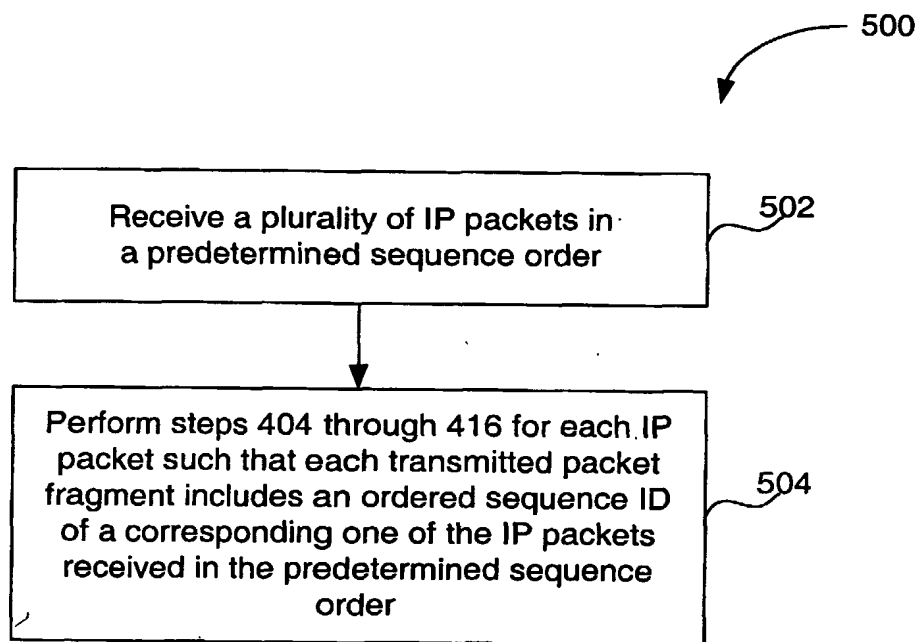 500
Receive a plurality of IP packets in
a predetermined sequence order
502
Perform steps 404 through 416 for each IP
packet such that each transmitted packet
fragment includes an ordered sequence ID
of a corresponding one of the IP packets
received in the predetermined sequence
order
504